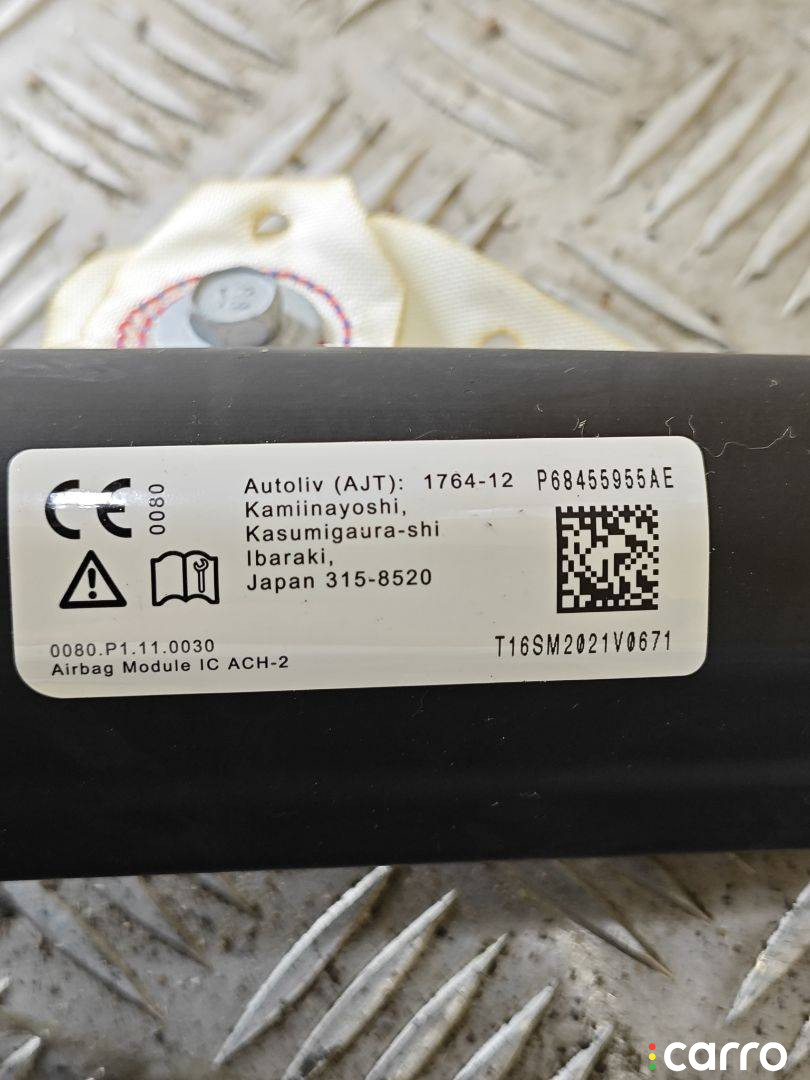 CE 0080
Autoliv (AJT): 1764-12 P68455955AE
Kamiinayoshi,
Kasumigaura-shi
Ibaraki,
Japan 315-8520
0080.P1.11.0030
Airbag Module IC ACH-2
T16SM2021V0671
carro